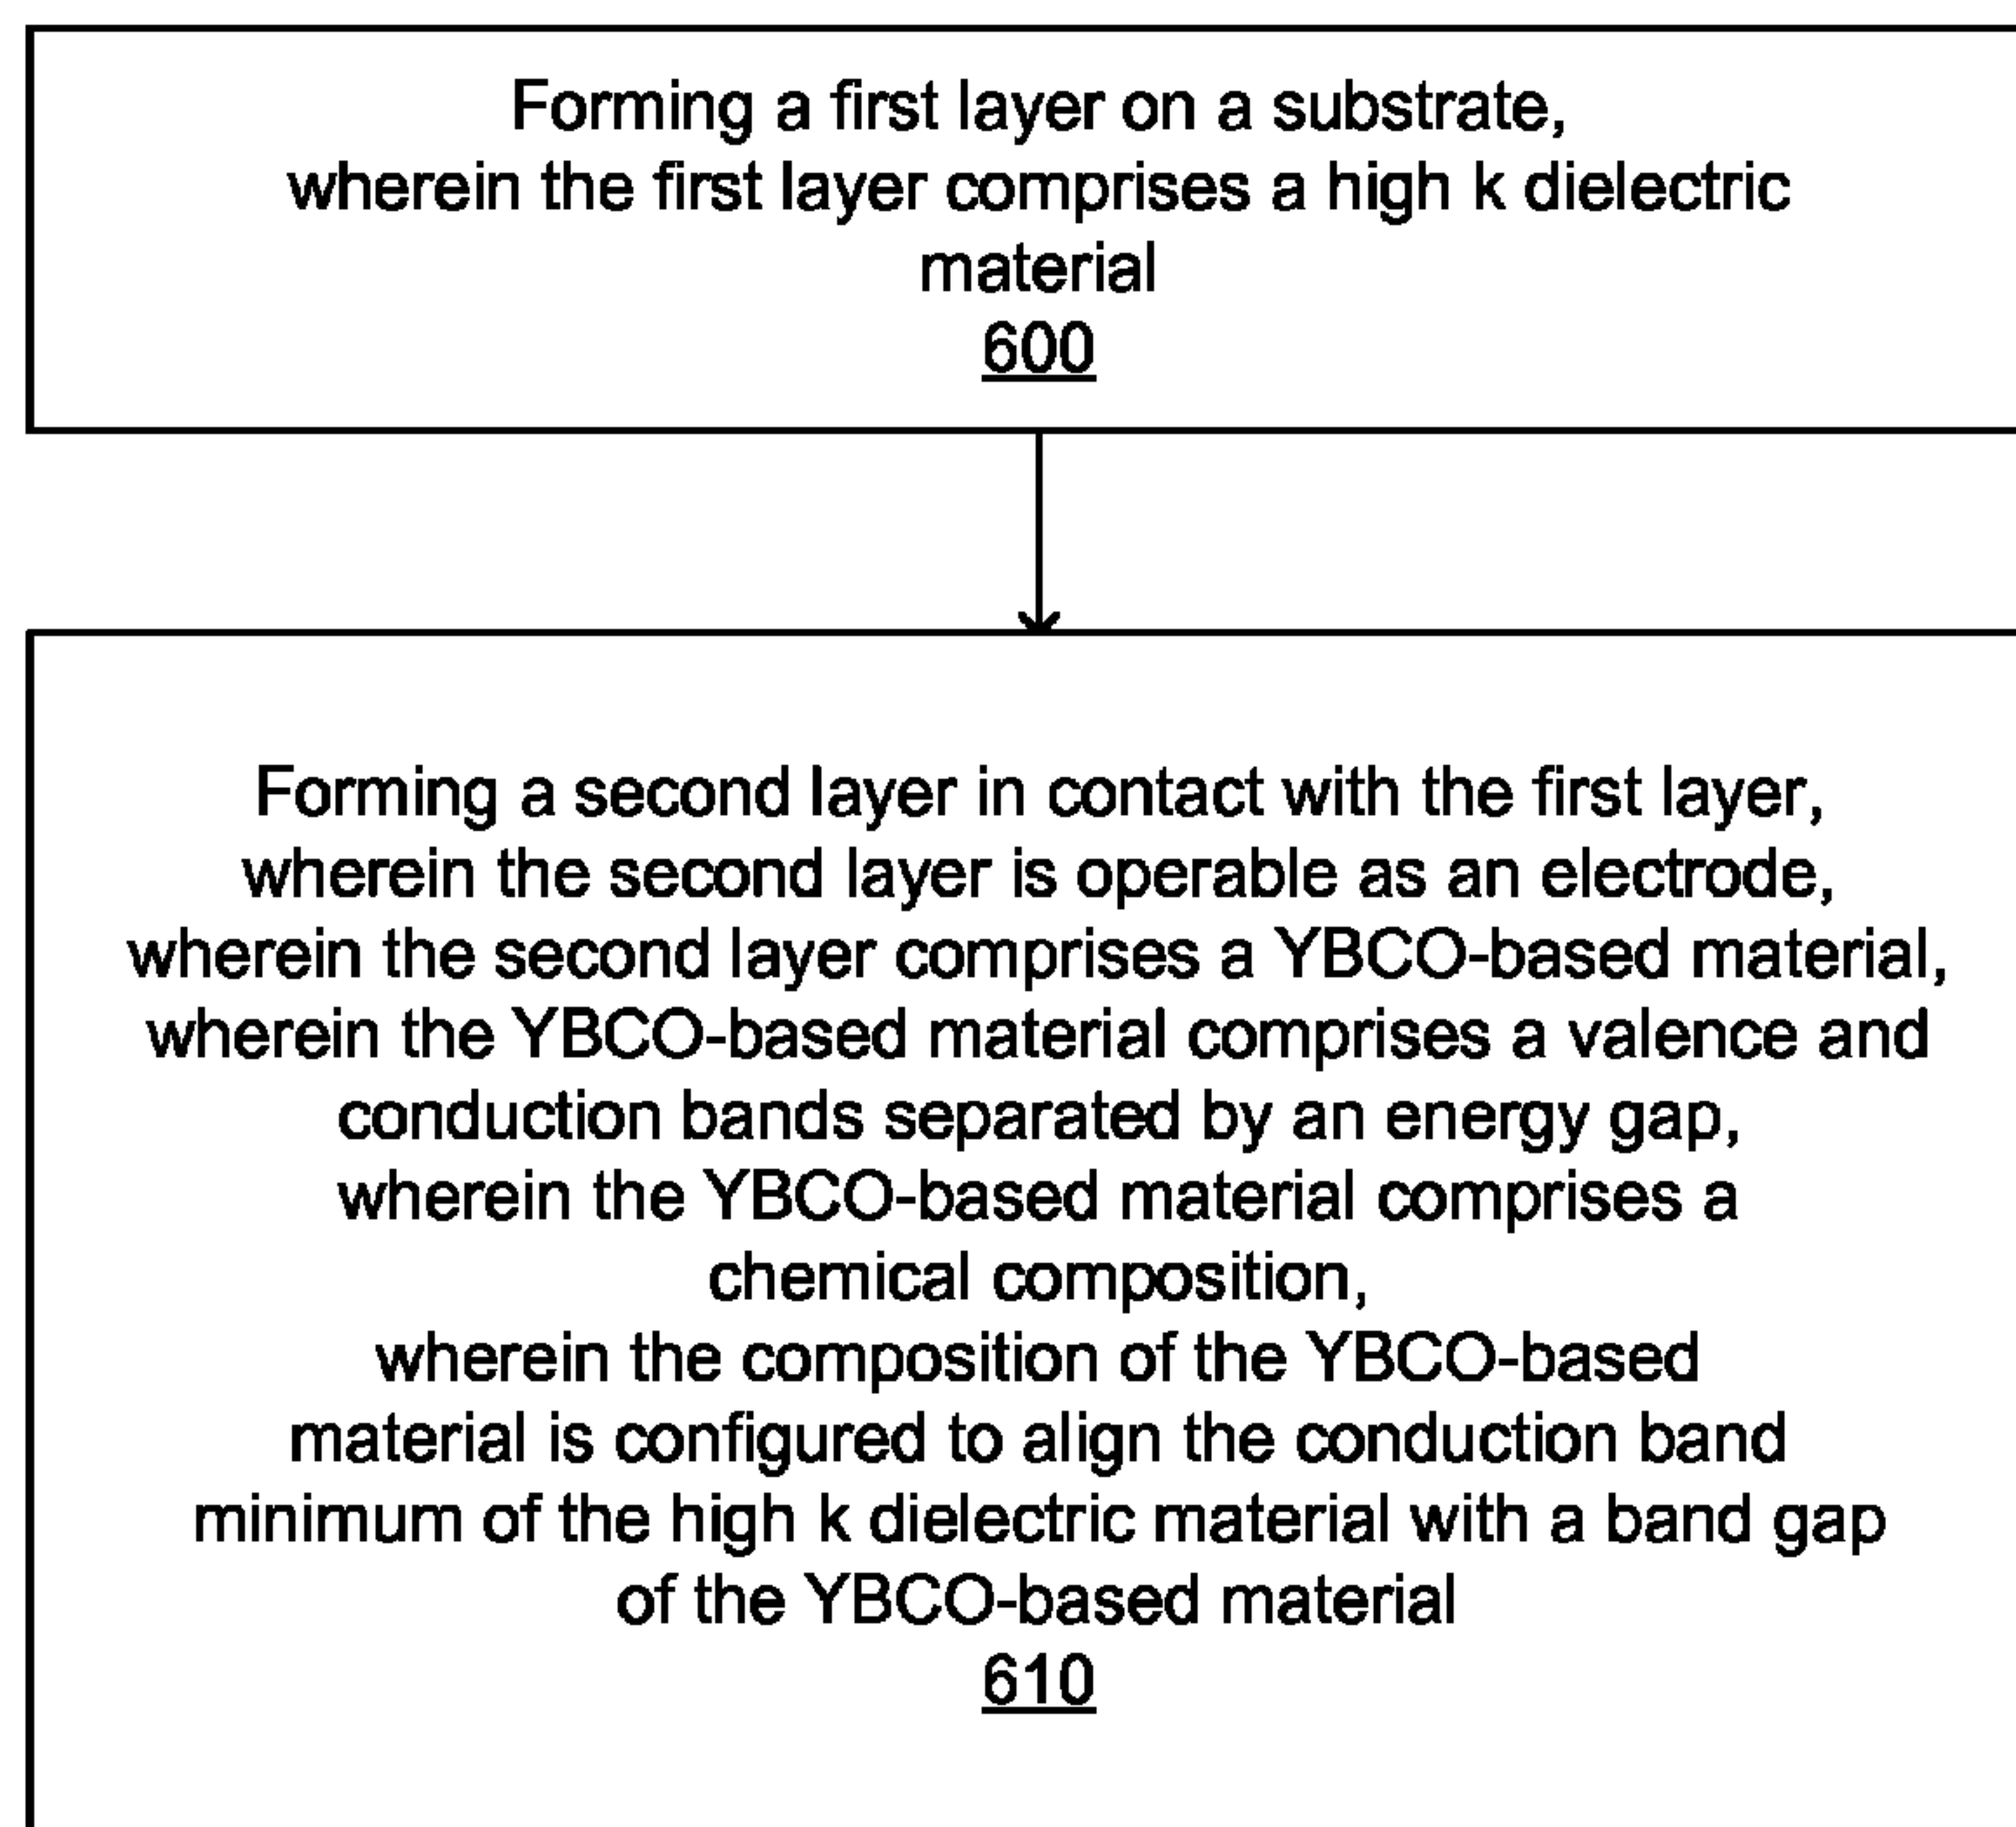 Forming a first layer on a substrate,
wherein the first layer comprises a high k dielectric
material
600
Forming a second layer in contact with the first layer,
wherein the second layer is operable as an electrode,
wherein the second layer comprises a YBCO-based material,
wherein the YBCO-based material comprises a valence and
conduction bands separated by an energy gap,
wherein the YBCO-based material comprises a
chemical composition,
wherein the composition of the YBCO-based
material is configured to align the conduction band
minimum of the high k dielectric material with a band gap
of the YBCO-based material
610